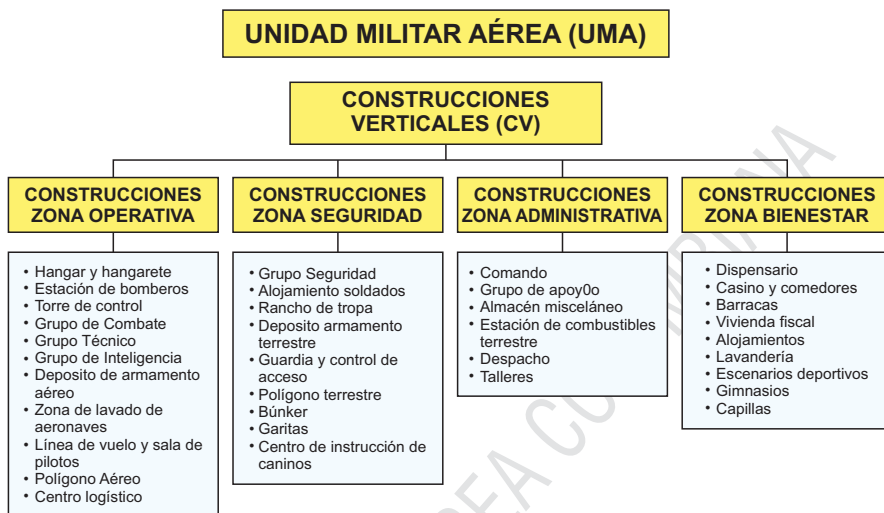 UNIDAD MILITAR AÉREA (UMA)
CONSTRUCCIONES
VERTICALES (CV)
CONSTRUCCIONES
ZONA OPERATIVA
• Hangar y hangarete
• Estación de bomberos
• Torre de control
• Grupo de Combate
• Grupo Técnico
• Grupo de Inteligencia
• Deposito de armamento
aéreo
• Zona de lavado de
aeronaves
• Línea de vuelo y sala de
pilotos
• Polígono Aéreo
• Centro logístico
CONSTRUCCIONES
ZONA SEGURIDAD
• Grupo Seguridad
• Alojamiento soldados
• Rancho de tropa
• Deposito armamento
terrestre
• Guardia y control de
acceso
• Polígono terrestre
• Búnker
• Garitas
• Centro de instrucción de
caninos
CONSTRUCCIONES
ZONA ADMINISTRATIVA
• Comando
• Grupo de apoy0o
• Almacén misceláneo
• Estación de combustibles
terrestre
• Despacho
• Talleres
CONSTRUCCIONES
ZONA BIENESTAR
• Dispensario
• Casino y comedores
• Barracas
• Vivienda fiscal
• Alojamientos
• Lavandería
• Escenarios deportivos
• Gimnasios
• Capillas